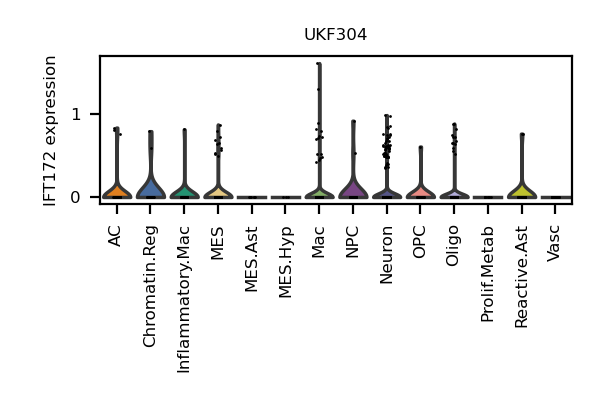 UKF304
IFT172 expression
1
0
AC
Chromatin.Reg
Inflammatory.Mac
MES
MES.Ast
MES.Hyp
Mac
NPC
Neuron
OPC
Oligo
Prolif.Metab
Reactive.Ast
Vasc